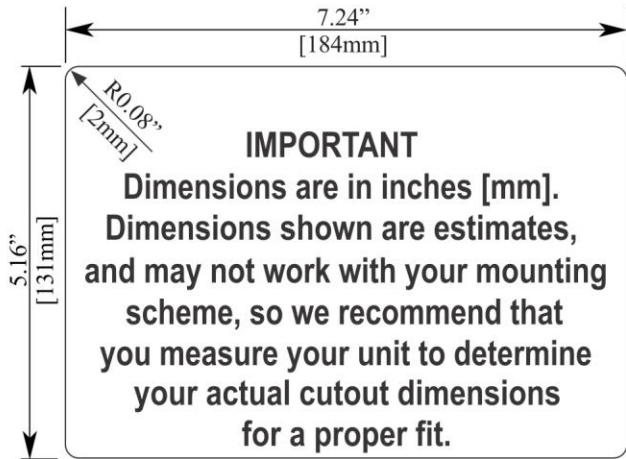 7.24”
[184mm]
R0.08”
[2mm]
5.16”
[131mm]
IMPORTANT
Dimensions are in inches [mm].
Dimensions shown are estimates,
and may not work with your mounting
scheme, so we recommend that
you measure your unit to determine
your actual cutout dimensions
for a proper fit.